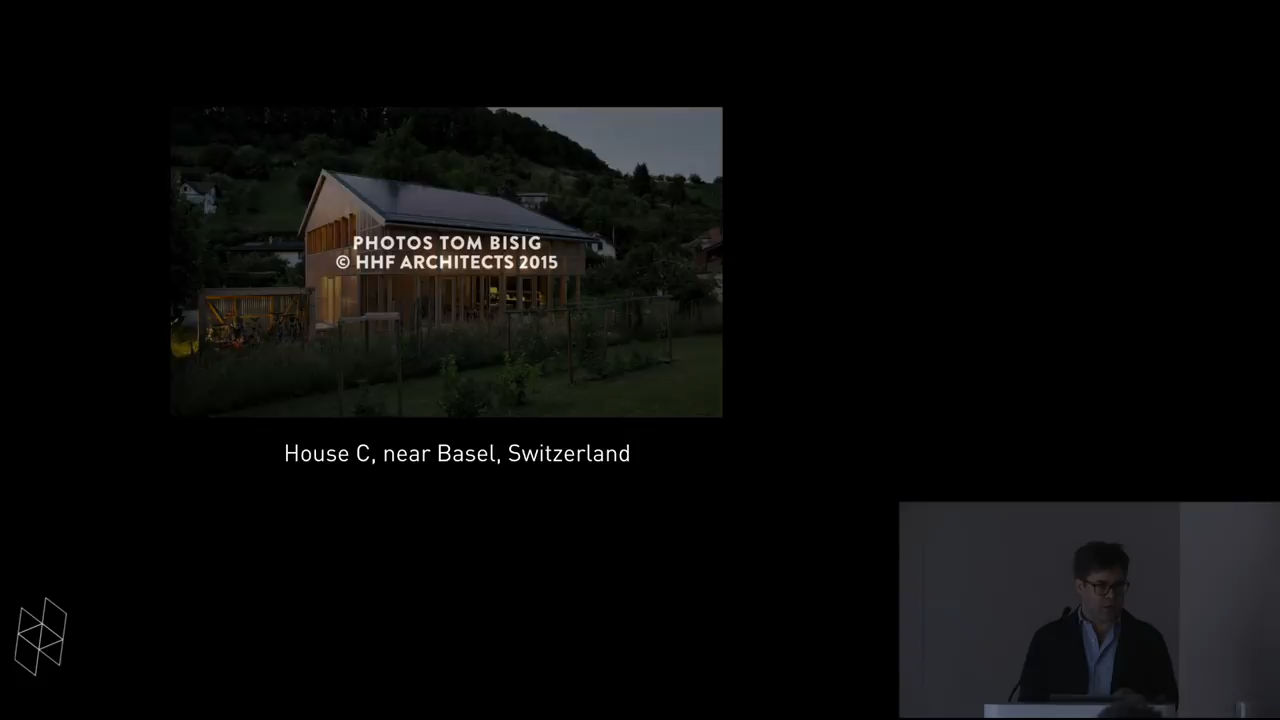 PHOTOS TOM BISIG
© HHF ARCHITECTS 2015
House C, near Basel, Switzerland